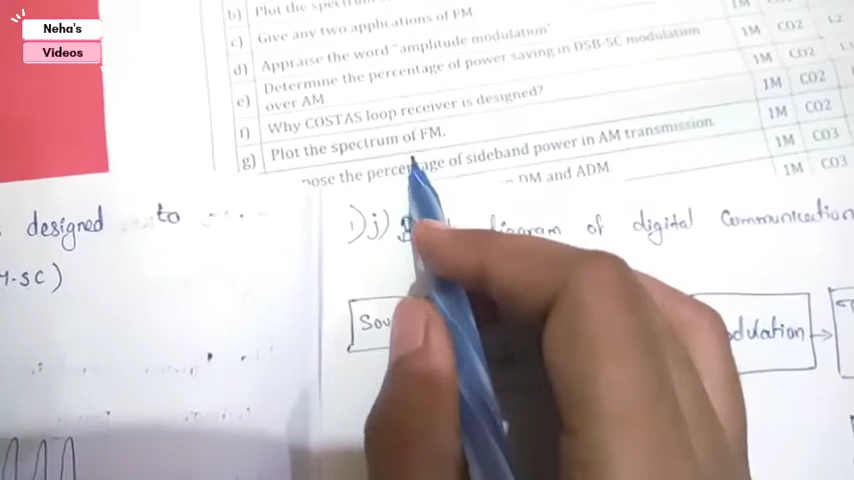 Neha's
Videos
b) Plot the spectrum
c) Give any two applications of FM
d) Appraise the word "amplitude modulation"
e) Determine the percentage of power saving in DSB-SC modulation
over AM
f) Why COSTAS loop receiver is designed?
g) Plot the spectrum of FM.
pose the percentage of sideband power in AM transmission.
DM and ADM.
1M
1M CO2 L2
1M CO2
1M CO2
1M CO2
1M CO3
1M CO3
designed to
M-SC)
1) j) diagram of digital Communication
Sou
odulation